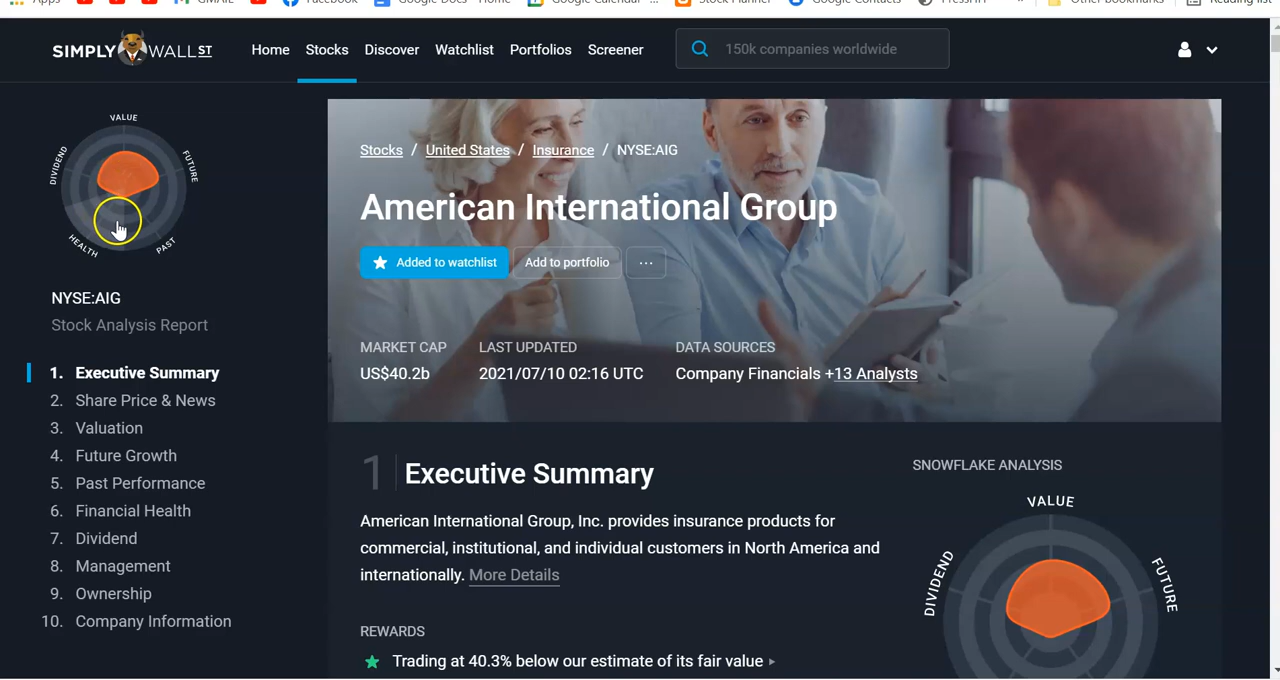 Apps GMAIL Facebook Google Docs - Home Google Calendar - ... Stock Planner Google Contacts » Other bookmarks Reading list
SIMPLY WALL ST Home Stocks Discover Watchlist Portfolios Screener 150k companies worldwide
VALUE
FUTURE
PAST
HEALTH
DIVIDEND
NYSE:AIG
Stock Analysis Report
1. Executive Summary
2. Share Price & News
3. Valuation
4. Future Growth
5. Past Performance
6. Financial Health
7. Dividend
8. Management
9. Ownership
10. Company Information
Stocks / United States / Insurance / NYSE:AIG
American International Group
Added to watchlist Add to portfolio ...
MARKET CAP LAST UPDATED DATA SOURCES
US$40.2b 2021/07/10 02:16 UTC Company Financials +13 Analysts
1 Executive Summary
American International Group, Inc. provides insurance products for
commercial, institutional, and individual customers in North America and
internationally. More Details
REWARDS
Trading at 40.3% below our estimate of its fair value
SNOWFLAKE ANALYSIS
VALUE
FUTURE
DIVIDEND